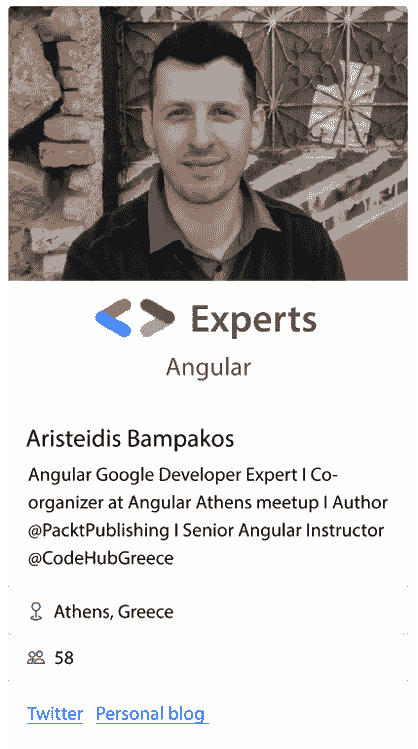 Experts
Angular
Aristeidis Bampakos
Angular Google Developer Expert I Co-
organizer at Angular Athens meetup I Author
@PacktPublishing I Senior Angular Instructor
@CodeHubGreece
Athens, Greece
58
Twitter Personal blog